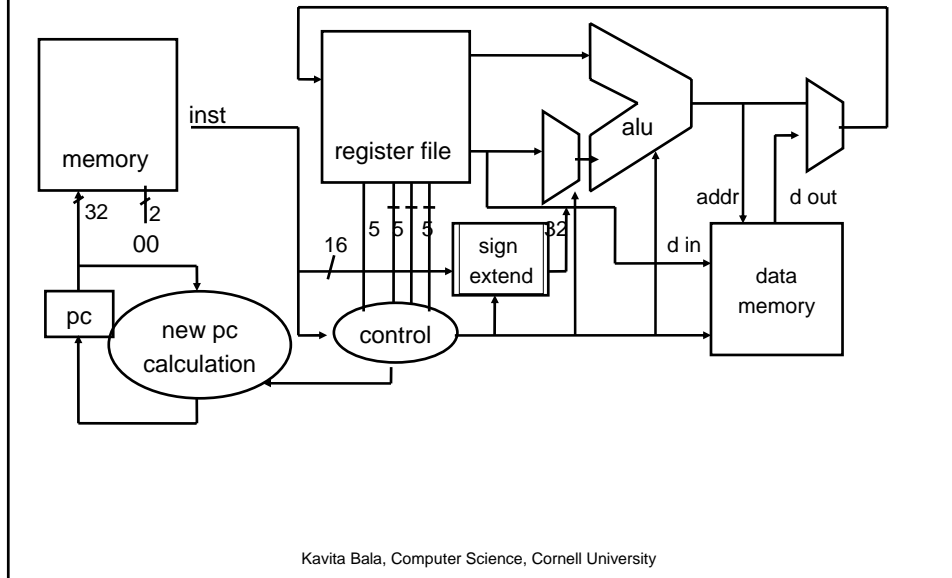 inst
memory
register file
alu
addr
d out
32
2
00
5
5
5
32
16
sign
extend
d in
data
memory
pc
new pc
calculation
control
Kavita Bala, Computer Science, Cornell University